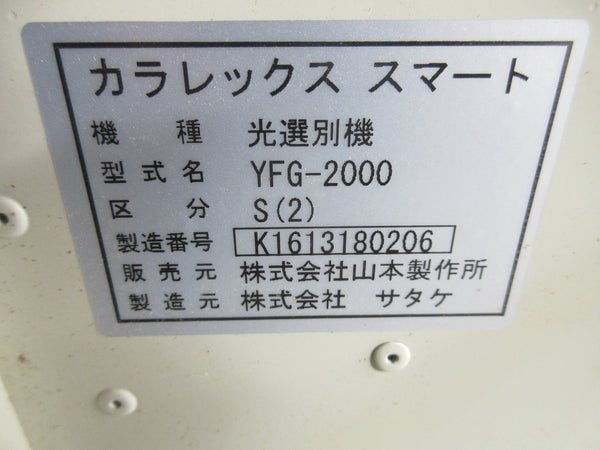 カラレックス スマート
機種 光選別機
型式名 YFG-2000
区分 S(2)
製造番号 K1613180206
販売元 株式会社山本製作所
製造元 株式会社 サタケ